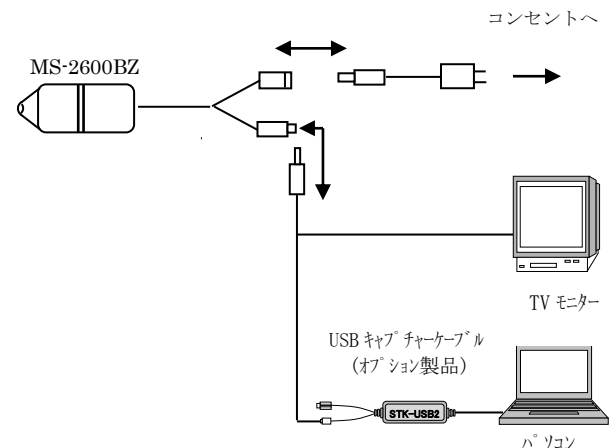 コンセントへ
MS-2600BZ
TV ﾓﾆﾀｰ
USB ｷｬﾌﾟﾁｬｰｹｰﾌﾞﾙ
(ｵﾌﾟｼｮﾝ製品)
STK-USB2
ﾊﾟｿｺﾝ